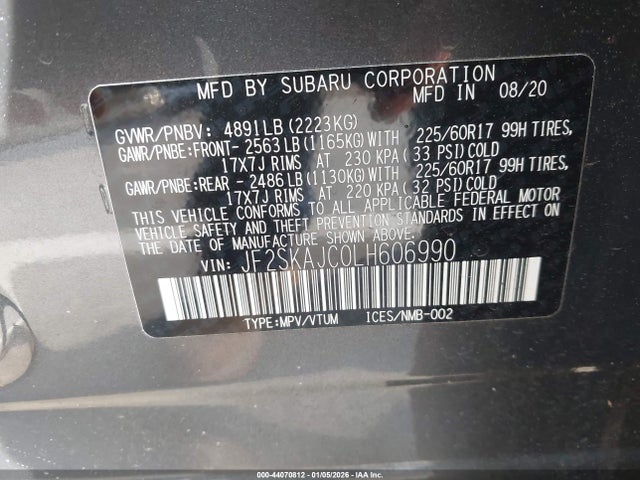 MFD BY SUBARU CORPORATION
MFD IN 08/20
GVWR/PNBV: 4891LB (2223KG)
GAWR/PNBE:FRONT- 2563LB(1165KG)WITH 225/60R17 99H TIRES,
17X7J RIMS AT 230 KPA(33 PSI)COLD
GAWR/PNBE:REAR - 2486LB(1130KG)WITH 225/60R17 99H TIRES,
17X7J RIMS AT 220 KPA(32 PSI)COLD
THIS VEHICLE CONFORMS TO ALL APPLICABLE FEDERAL MOTOR
VEHICLE SAFETY AND THEFT PREVENTION STANDARDS IN EFFECT ON
THE DATE OF MANUFACTURE SHOWN ABOVE.
VIN: JF2SKAJC0LH606990
TYPE:MPV/VTUM ICES/NMB-002
000-44070812 - 01/05/2026 - IAA, Inc.